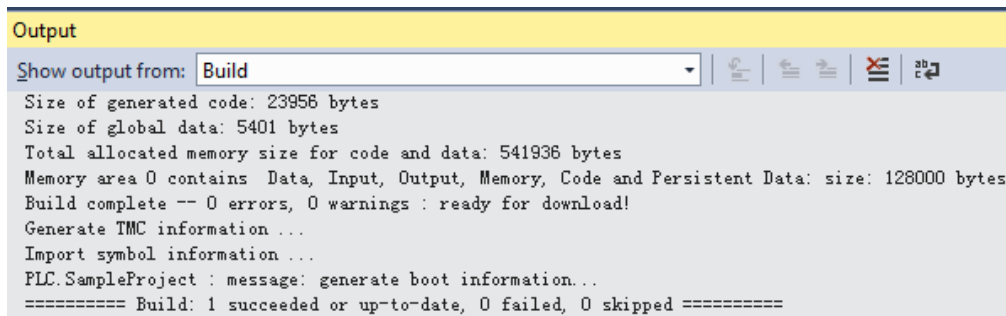 Output
Show output from: Build
Size of generated code: 23956 bytes
Size of global data: 5401 bytes
Total allocated memory size for code and data: 541936 bytes
Memory area 0 contains  Data, Input, Output, Memory, Code and Persistent Data: size: 128000 bytes
Build complete -- 0 errors, 0 warnings : ready for download!
Generate TMC information ...
Import symbol information ...
PLC.SampleProject : message: generate boot information...
========== Build: 1 succeeded or up-to-date, 0 failed, 0 skipped ==========